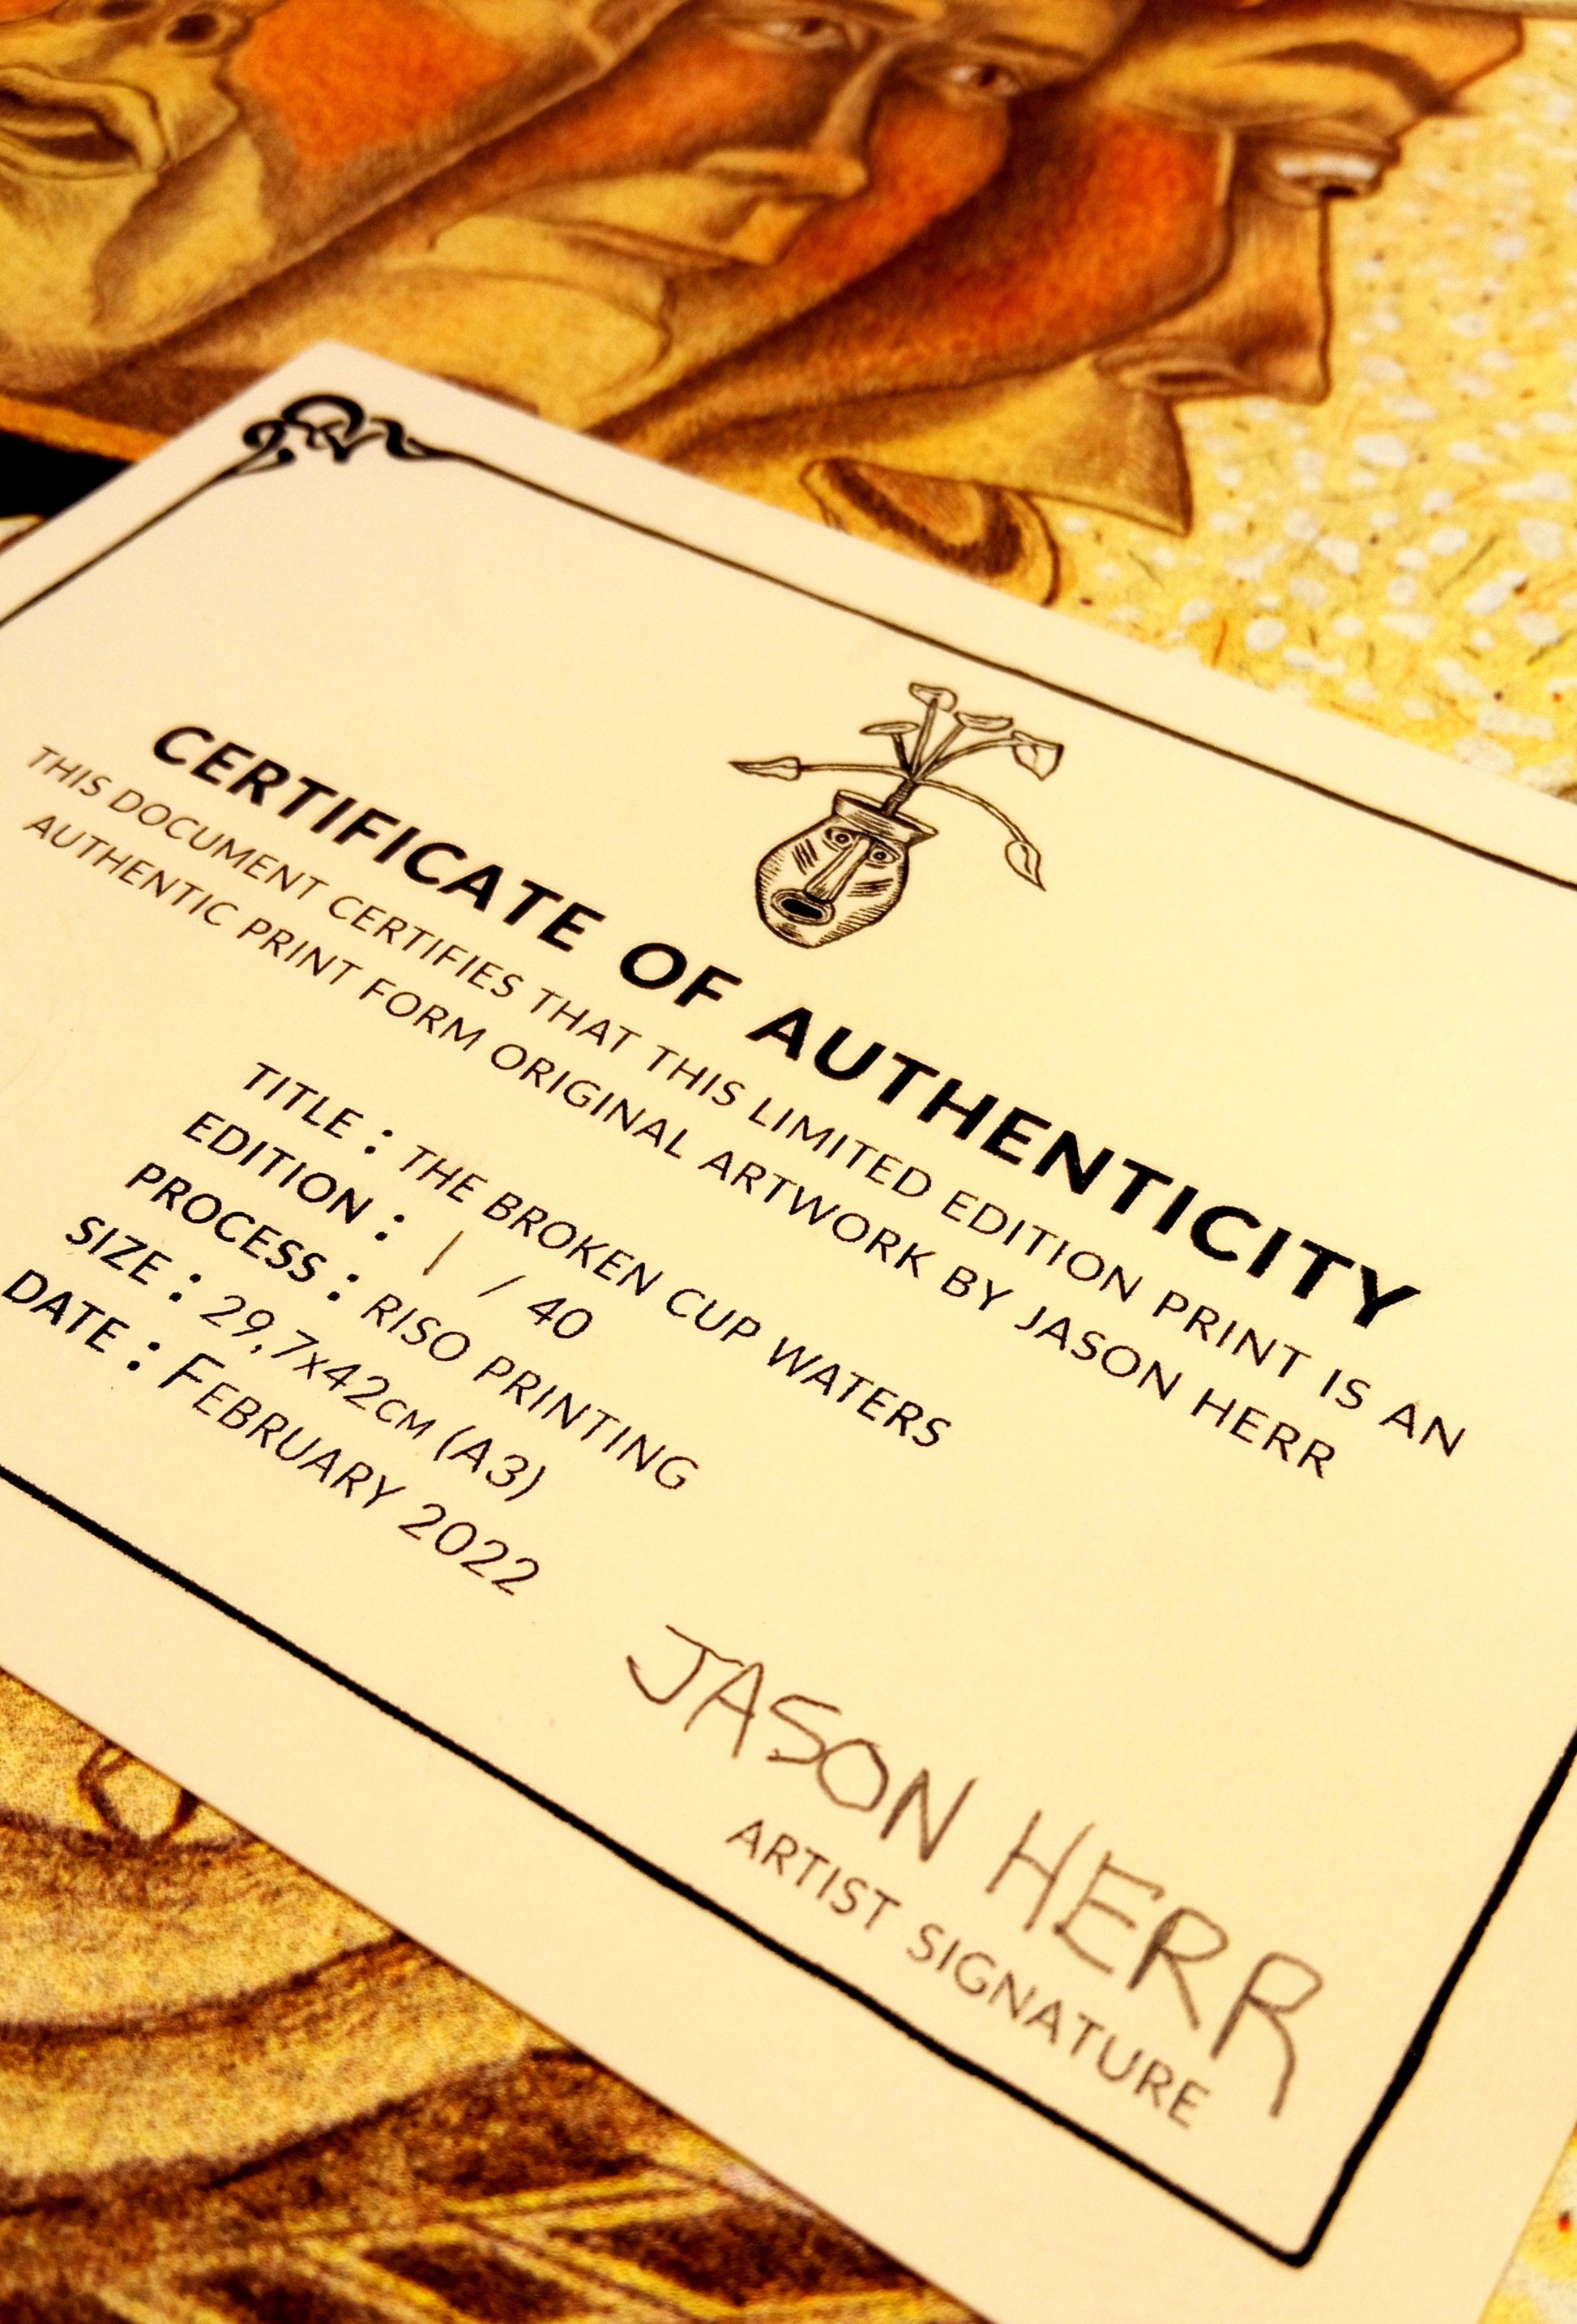 CERTIFICATE OF AUTHENTICITY
THIS DOCUMENT CERTIFIES THAT THIS LIMITED EDITION PRINT IS AN
AUTHENTIC PRINT FORM ORIGINAL ARTWORK BY JASON HERR
TITLE : THE BROKEN CUP WATERS
EDITION : 1 / 40
PROCESS : RISO PRINTING
SIZE : 29,7x42CM (A3)
DATE : FEBRUARY 2022
JASON HERR
ARTIST SIGNATURE